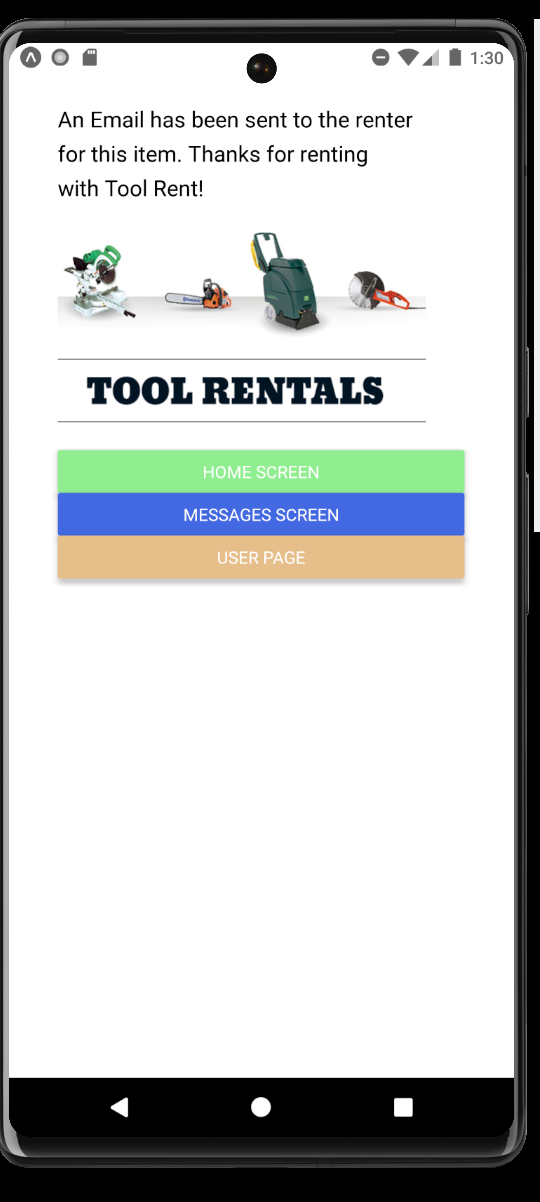 1:30
An Email has been sent to the renter
for this item. Thanks for renting
with Tool Rent!
TOOL RENTALS
HOME SCREEN
MESSAGES SCREEN
USER PAGE